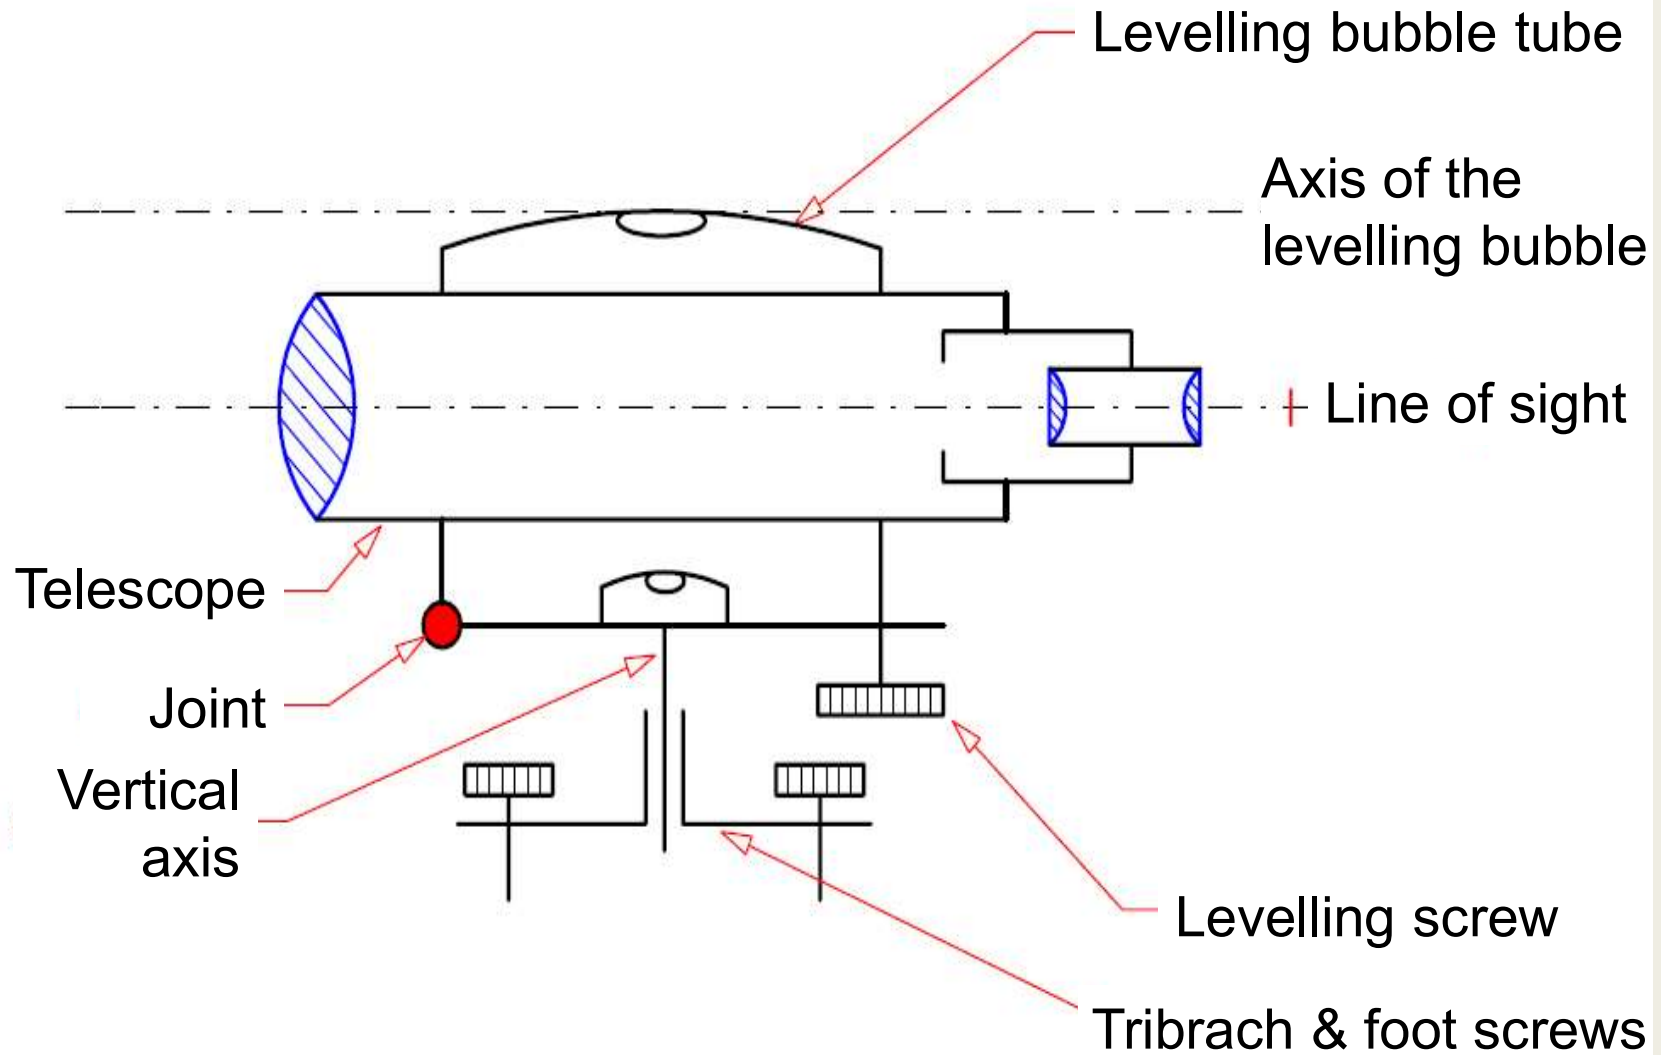 Levelling bubble tube
Axis of the
levelling bubble
Line of sight
Telescope
Joint
Vertical
axis
Levelling screw
Tribrach & foot screws